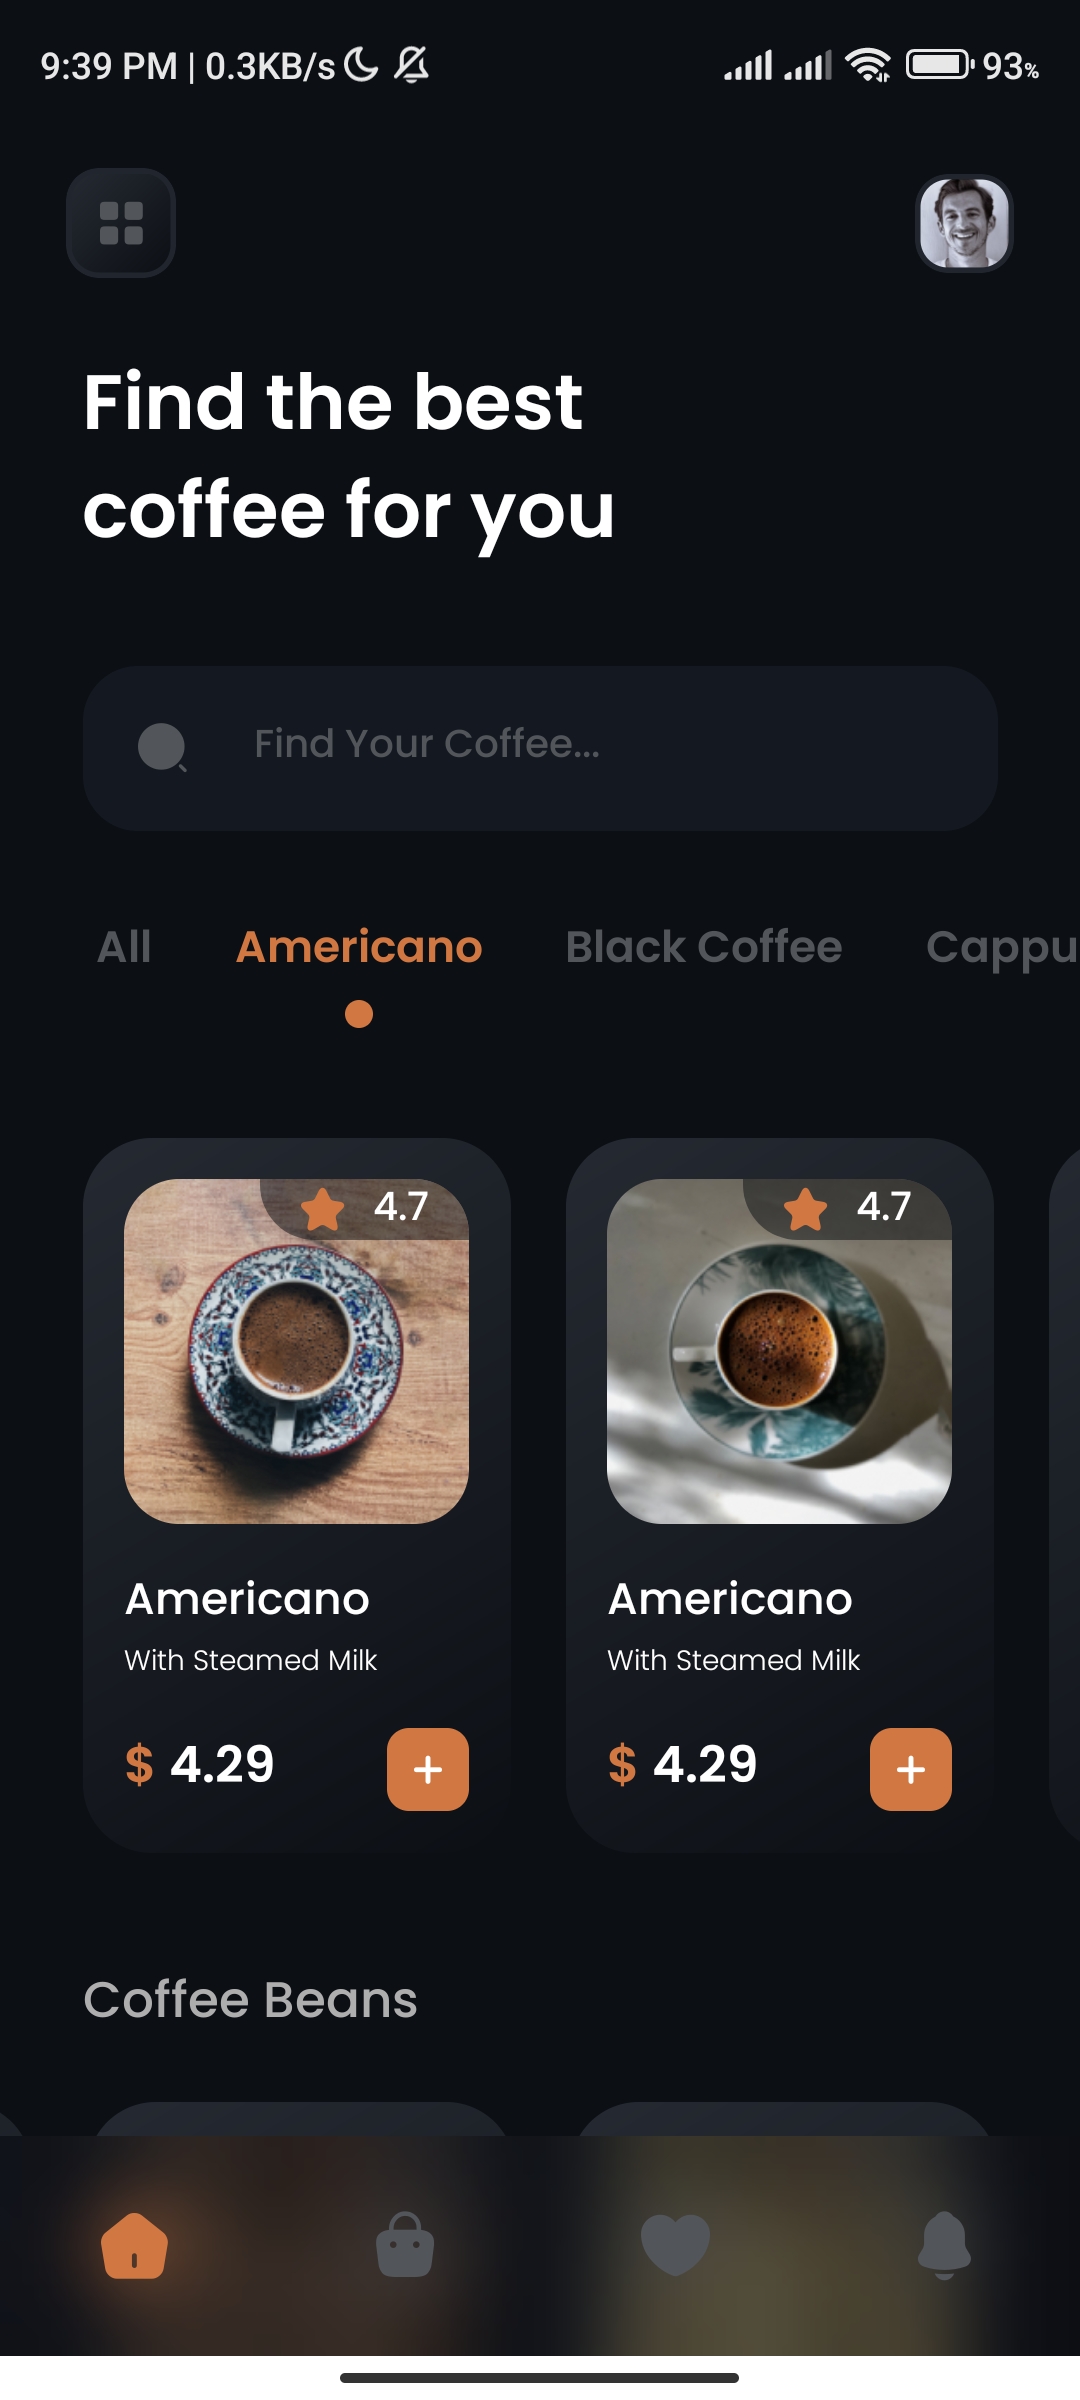 9:39 PM | 0.3KB/s 93%
Find the best
coffee for you
Find Your Coffee...
All Americano Black Coffee Cappu
4.7 4.7
Americano Americano
With Steamed Milk With Steamed Milk
$ 4.29 + $ 4.29 +
Coffee Beans